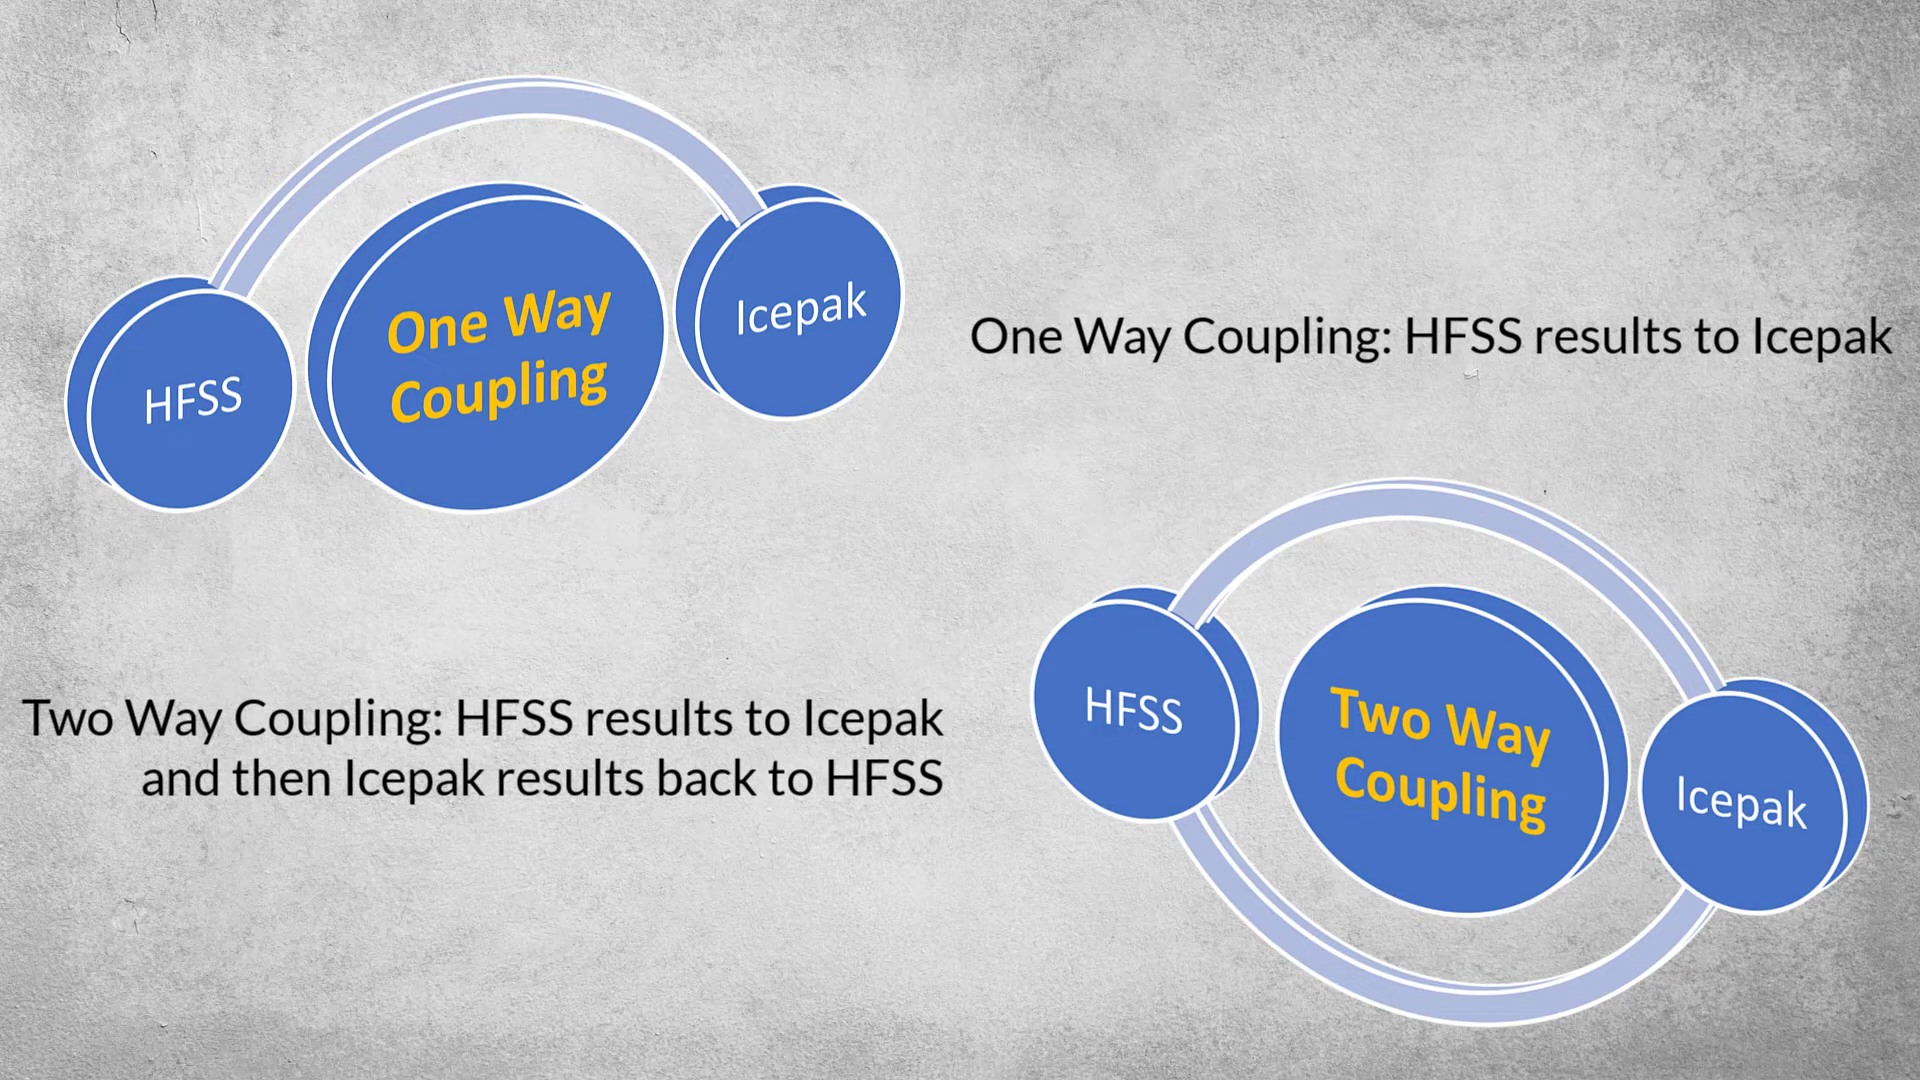 One Way
Coupling
HFSS
Icepak
One Way Coupling: HFSS results to Icepak
Two Way Coupling: HFSS results to Icepak
and then Icepak results back to HFSS
HFSS
Two Way
Coupling
Icepak